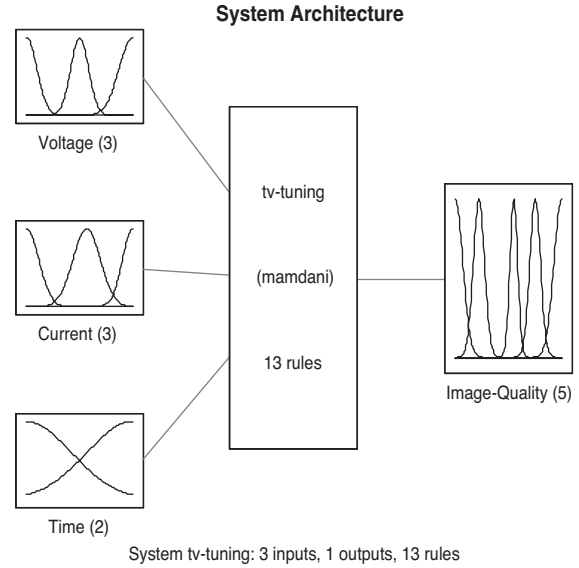 System Architecture
Voltage (3)
Current (3)
Time (2)
tv-tuning
(mamdani)
13 rules
Image-Quality (5)
System tv-tuning: 3 inputs, 1 outputs, 13 rules